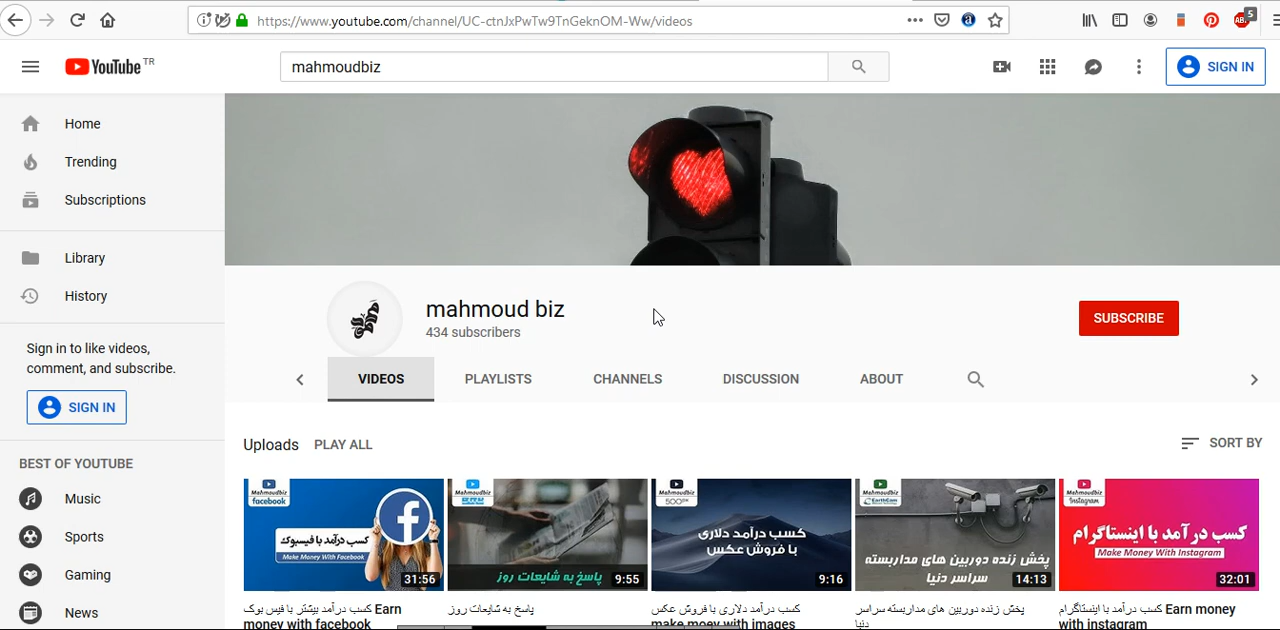 https://www.youtube.com/channel/UC-ctnJxPwTw9TnGeknOM-Ww/videos
5
YouTube TR
mahmoudbiz
SIGN IN
Home
Trending
Subscriptions
Library
History
Sign in to like videos,
comment, and subscribe.
SIGN IN
BEST OF YOUTUBE
Music
Sports
Gaming
News
mahmoud biz
434 subscribers
SUBSCRIBE
VIDEOS PLAYLISTS CHANNELS DISCUSSION ABOUT
Uploads PLAY ALL
SORT BY
Mahmoudbiz
facebook
کسب درآمد با فیسبوک
Make Money With Facebook
31:56
کسب درآمد بیشتر با فیس بوک Earn
money with facebook
Mahmoudbiz
پاسخ به شایعات روز
9:55
پاسخ به شایعات روز
Mahmoudbiz
500px
کسب درآمد دلاری
با فروش عکس
9:16
کسب درآمد دلاری با فروش عکس
make moey with images
Mahmoudbiz
EarthCam
پخش زنده دوربین های مداربسته
سراسر دنیا
14:13
پخش زنده دوربین های مداربسته سراسر
دنیا
Mahmoudbiz
Instagram
کسب درآمد با اینستاگرام
Make Money With Instagram
32:01
کسب درآمد با اینستاگرام Earn money
with instagram